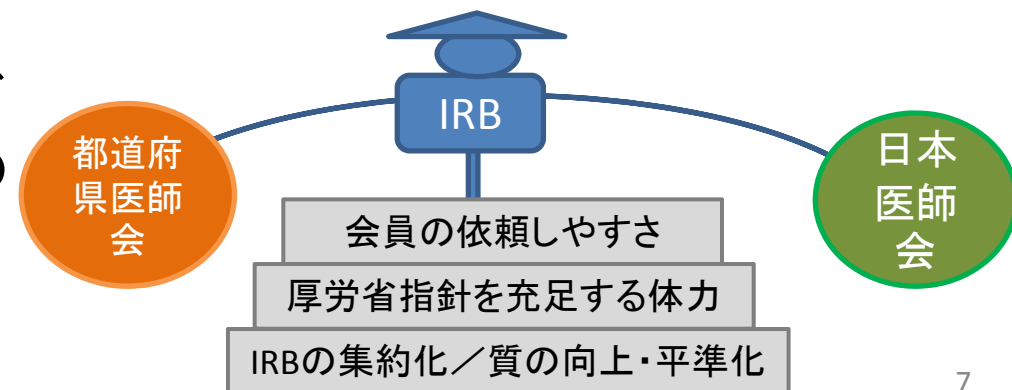 IRB
都道府
県医師
会
日本
医師
会
会員の依頼しやすさ
厚労省指針を充足する体力
IRBの集約化／質の向上・平準化
7